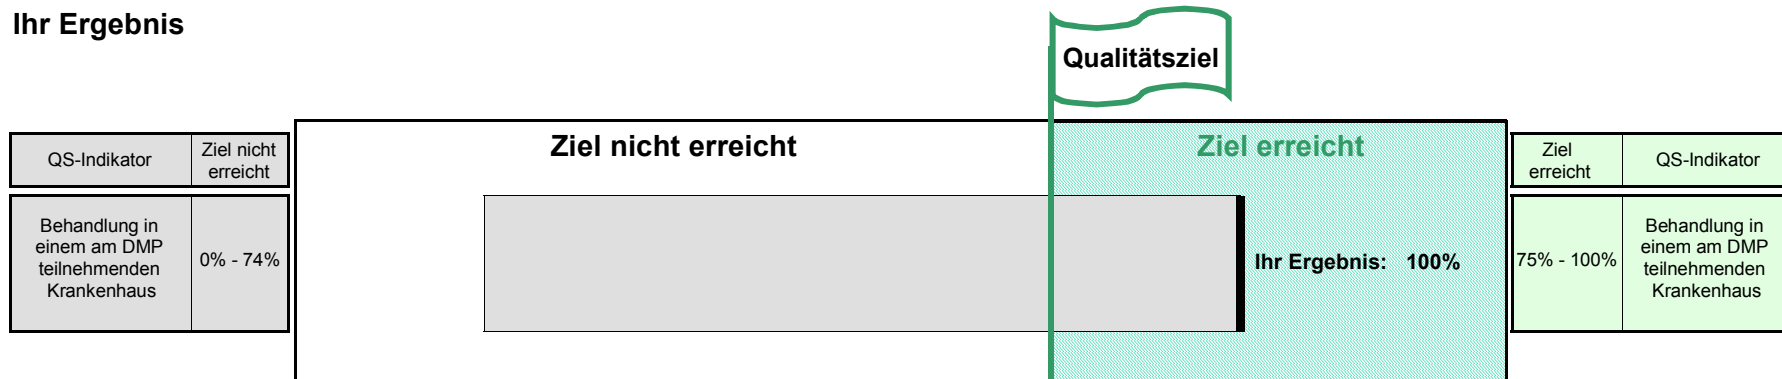 Ihr Ergebnis
Qualitätsziel
QS-Indikator
Ziel nicht
erreicht
Ziel nicht erreicht
Ziel erreicht
Ziel
erreicht
QS-Indikator
Behandlung in
einem am DMP
teilnehmenden
Krankenhaus
0% - 74%
Ihr Ergebnis: 100%
75% - 100%
Behandlung in
einem am DMP
teilnehmenden
Krankenhaus